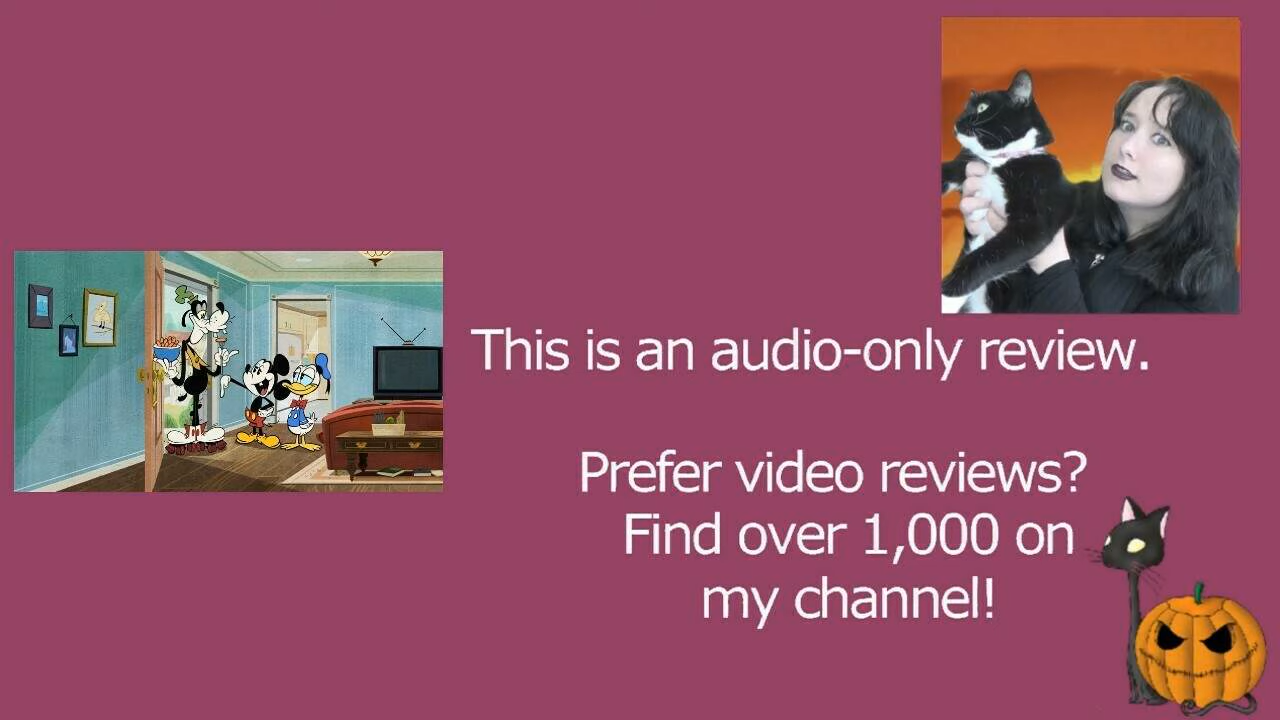 This is an audio-only review.
Prefer video reviews?
Find over 1,000 on
my channel!